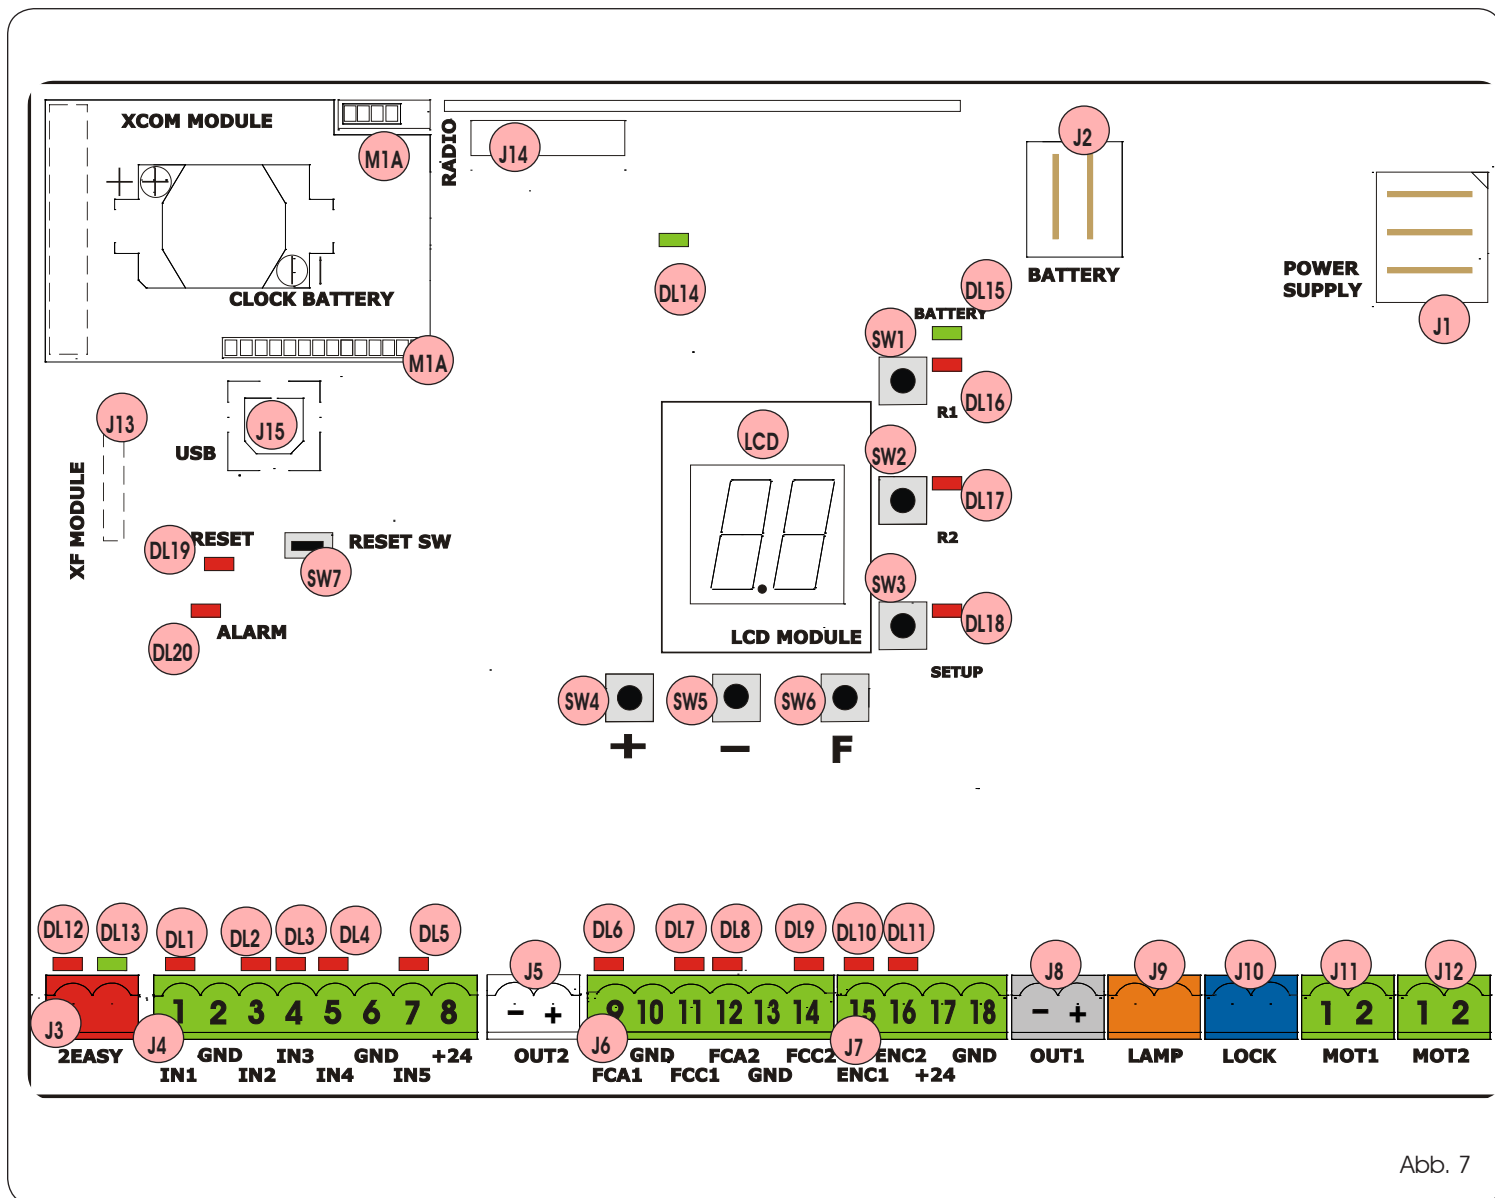 XCOM MODULE
M1A
RADIO
J14
J2
BATTERY
POWER
SUPPLY
J1
CLOCK BATTERY
M1A
DL14
DL15
BATTERY
SW1
R1
DL16
J13
XF MODULE
USB
J15
LCD
SW2
DL17
R2
DL19
RESET
RESET SW
SW7
DL20
ALARM
LCD MODULE
SW3
DL18
SETUP
SW4
SW5
SW6
+
−
F
DL12 DL13 DL1 DL2 DL3 DL4 DL5 DL6 DL7 DL8 DL9 DL10 DL11
J5 J8 J9 J10 J11 J12
1 2 3 4 5 6 7 8 − + 9 10 11 12 13 14 15 16 17 18 − + 1 2 1 2
J3 J4 J6 J7
2EASY GND IN3 GND +24 OUT2 GND FCA2 FCC2 ENC2 GND OUT1 LAMP LOCK MOT1 MOT2
IN1 IN2 IN4 IN5 FCA1 FCC1 GND ENC1 +24
Abb. 7